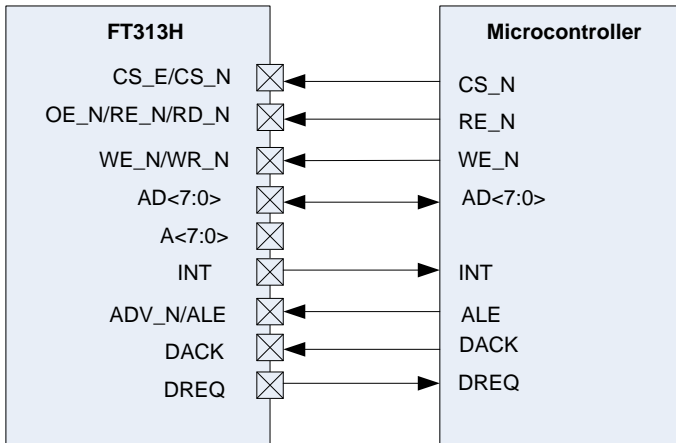 FT313H Microcontroller
CS_E/CS_N CS_N
OE_N/RE_N/RD_N RE_N
WE_N/WR_N WE_N
AD<7:0> AD<7:0>
A<7:0>
INT INT
ADV_N/ALE ALE
DACK DACK
DREQ DREQ